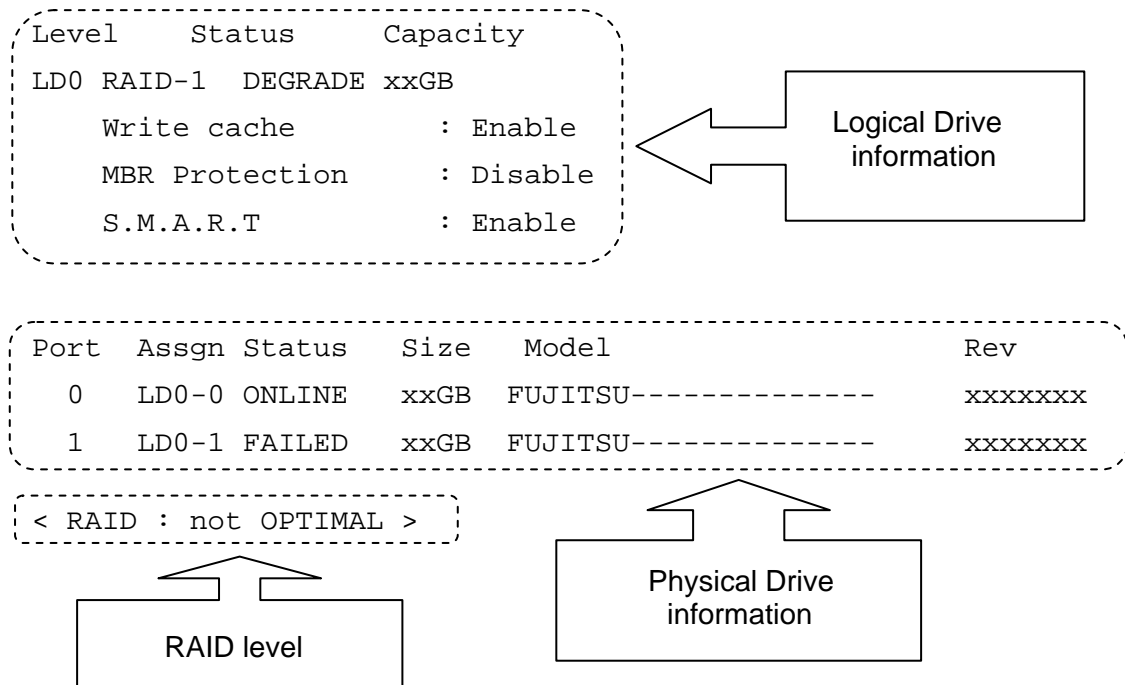 Level Status Capacity
LD0 RAID-1 DEGRADE xxGB
Write cache : Enable
MBR Protection : Disable
S.M.A.R.T : Enable
Logical Drive
information
Port Assgn Status Size Model Rev
0 LD0-0 ONLINE xxGB FUJITSU-------------- xxxxxxx
1 LD0-1 FAILED xxGB FUJITSU-------------- xxxxxxx
< RAID : not OPTIMAL >
Physical Drive
information
RAID level